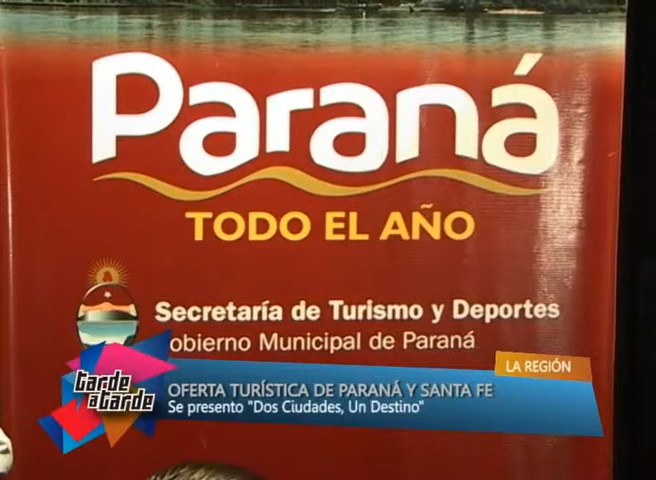 Paraná
TODO EL AÑO
Secretaría de Turismo y Deportes
obierno Municipal de Paraná
LA REGIÓN
tarde
a tarde
OFERTA TURÍSTICA DE PARANÁ Y SANTA FE
Se presento "Dos Ciudades, Un Destino"